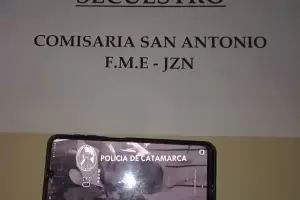 SECUESTRO
COMISARIA SAN ANTONIO
F.M.E - JZN
POLICIA DE CATAMARCA